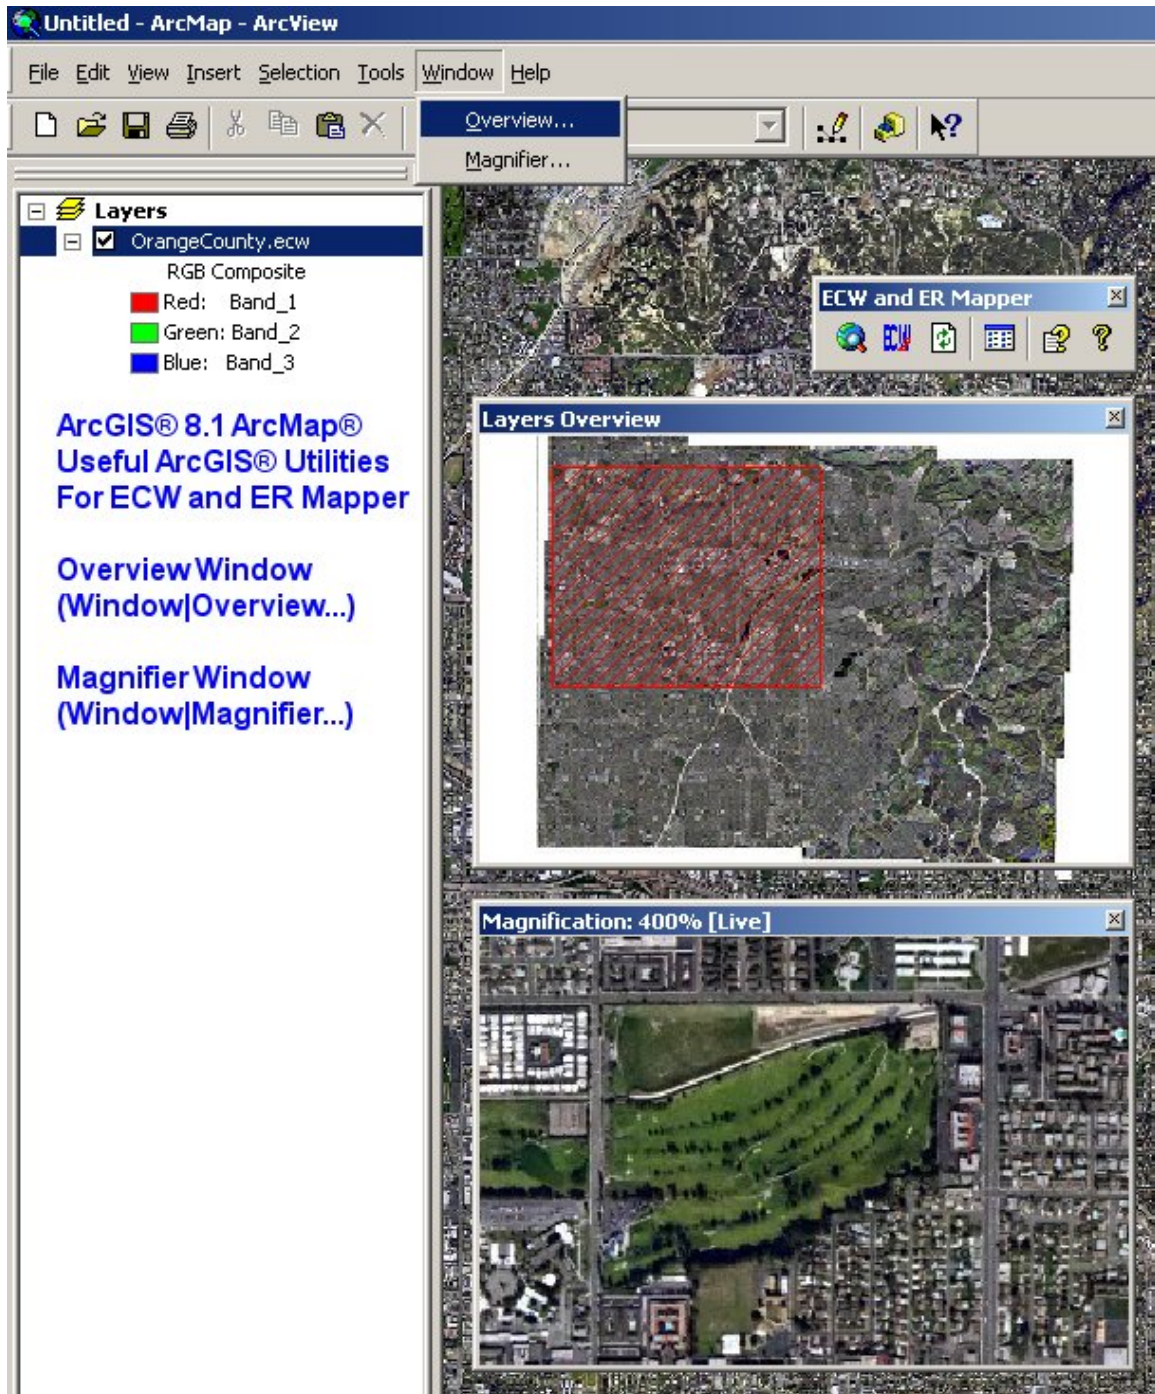 Untitled - ArcMap - ArcView
File Edit View Insert Selection Tools Window Help
Overview...
Magnifier...
Layers
OrangeCounty.ecw
RGB Composite
Red: Band_1
Green: Band_2
Blue: Band_3
ArcGIS® 8.1 ArcMap®
Useful ArcGIS® Utilities
For ECW and ER Mapper
Overview Window
(Window|Overview...)
Magnifier Window
(Window|Magnifier...)
ECW and ER Mapper
ECW
Layers Overview
Magnification: 400% [Live]